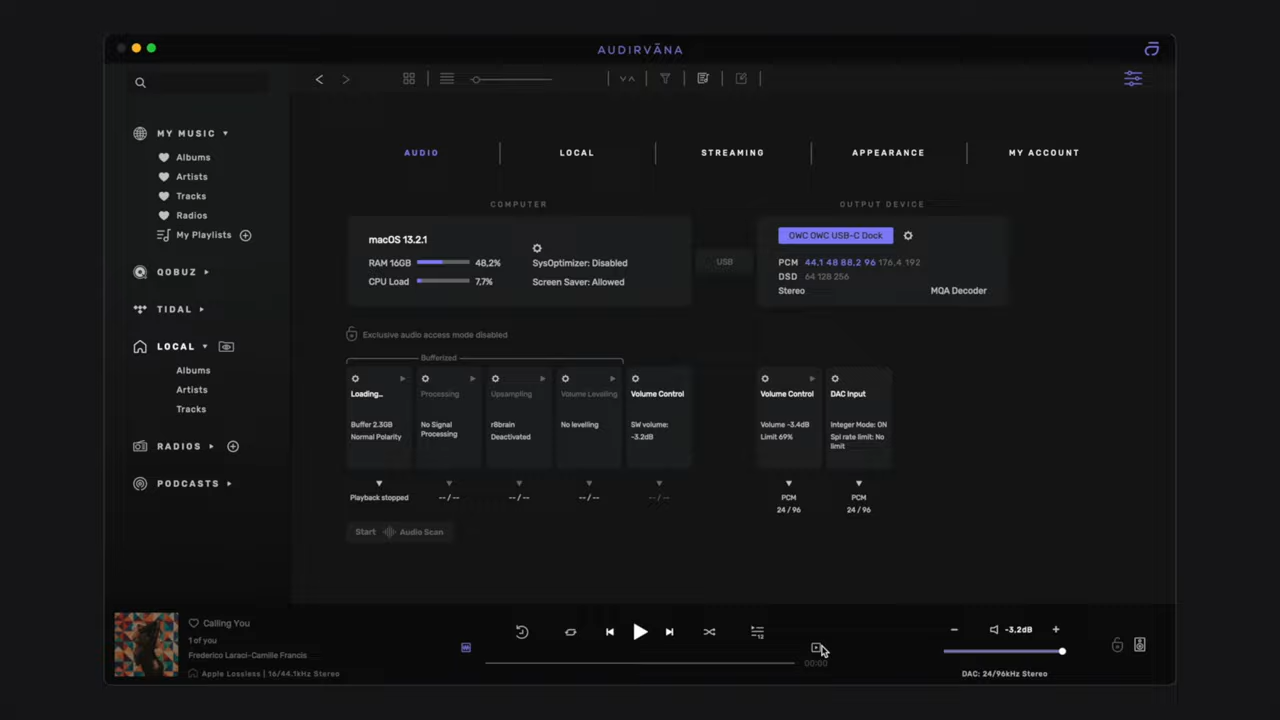 AUDIRVĀNA
MY MUSIC
Albums
Artists
Tracks
Radios
My Playlists
QOBUZ
TIDAL
LOCAL
Albums
Artists
Tracks
RADIOS
PODCASTS
AUDIO
LOCAL
STREAMING
APPEARANCE
MY ACCOUNT
COMPUTER
macOS 13.2.1
RAM 16GB 48,2%
CPU Load 7.7%
SysOptimizer: Disabled
Screen Saver: Allowed
USB
OUTPUT DEVICE
OWC OWC USB-C Dock
PCM 44.1 48 88.2 96 176.4 192
DSD 64 128 256
Stereo
MQA Decoder
Exclusive audio access mode disabled
Bufferized
Loading...
Buffer 2.3GB
Normal Polarity
Playback stopped
Processing
No Signal
Processing
-- / --
Upsampling
r8brain
Deactivated
-- / --
Volume Leveling
No levelling
-- / --
Volume Control
SW volume:
-3.2dB
-- / --
Volume Control
Volume -3.4dB
Limit 69%
PCM
24 / 96
DAC Input
Integer Mode: ON
Spl rate limit: No
limit
PCM
24 / 96
Start Audio Scan
Calling You
1 of you
Frederico Laraci-Camille Francis
Apple Lossless | 16/44.1kHz Stereo
12
00:00
-3.2dB
DAC: 24/96kHz Stereo